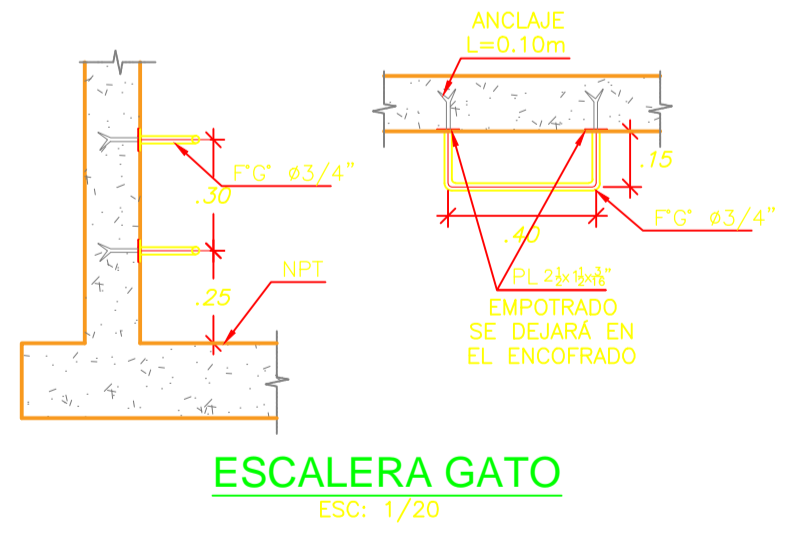 ANCLAJE
L=0.10m
F°G° ø3/4"
.30
.15
F°G° ø3/4"
.40
NPT
.25
PL 2½x1½x3/16"
EMPOTRADO
SE DEJARÁ EN
EL ENCOFRADO
ESCALERA GATO
ESC: 1/20